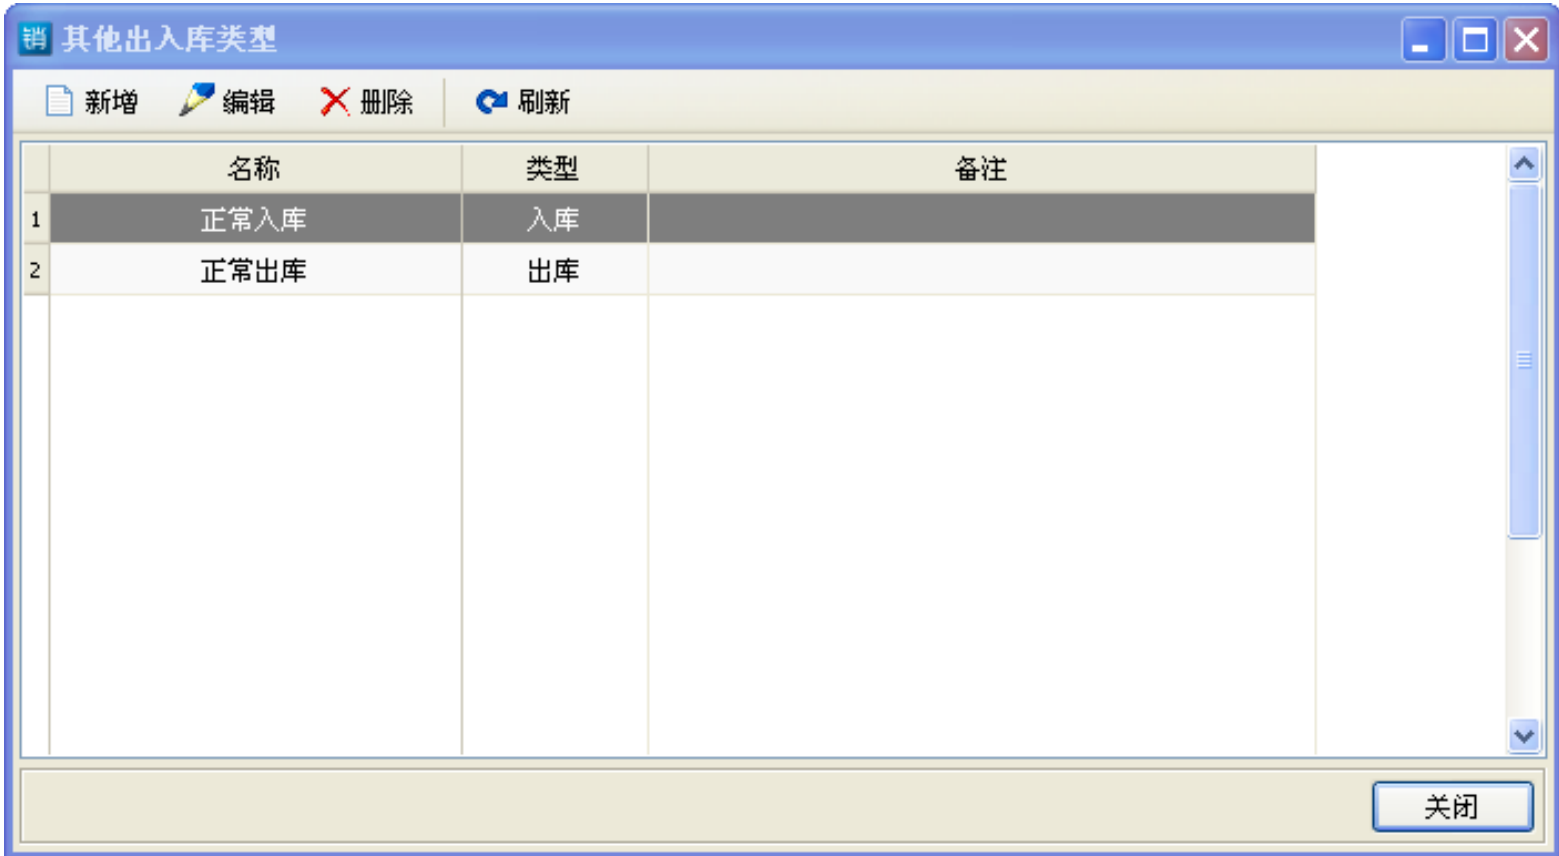 销 其他出入库类型
新增 编辑 删除 刷新
名称 类型 备注
1 正常入库 入库
2 正常出库 出库
关闭